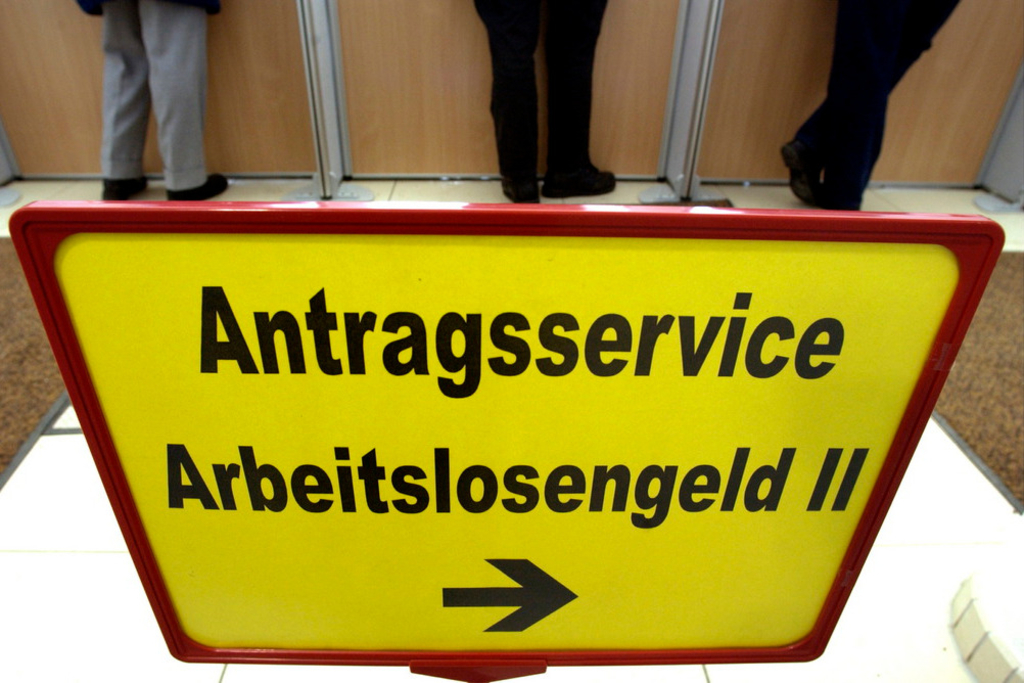 Antragsservice
Arbeitslosengeld II